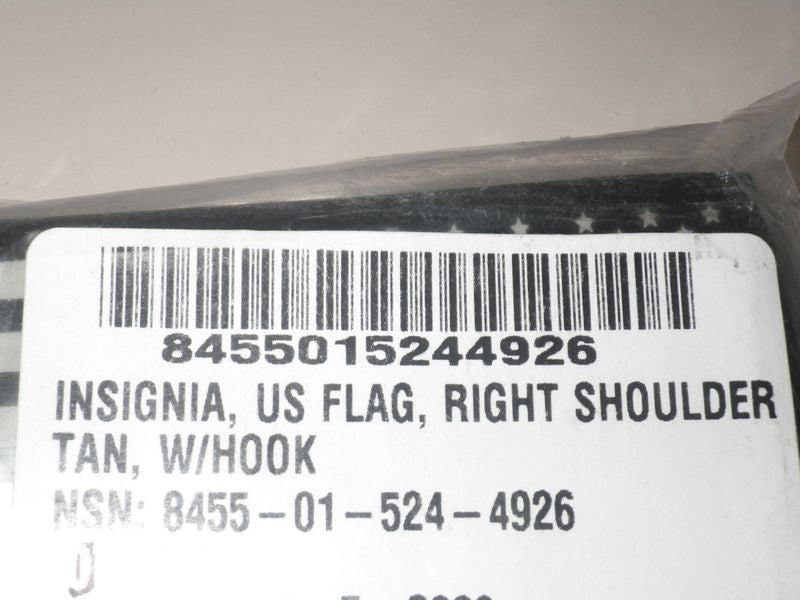 8455015244926
INSIGNIA, US FLAG, RIGHT SHOULDER
TAN, W/HOOK
NSN: 8455-01-524-4926